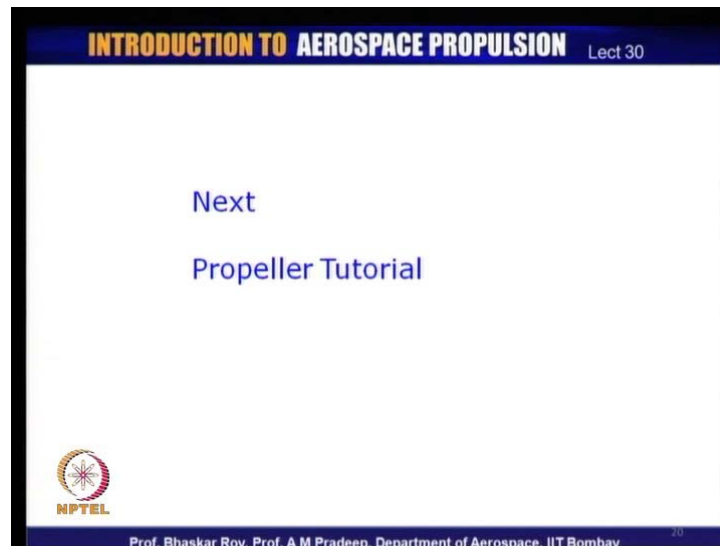 INTRODUCTION TO AEROSPACE PROPULSION Lect 30
Next
Propeller Tutorial
NPTEL
Prof. Bhaskar Roy, Prof. A M Pradeep, Department of Aerospace, IIT Bombay
20